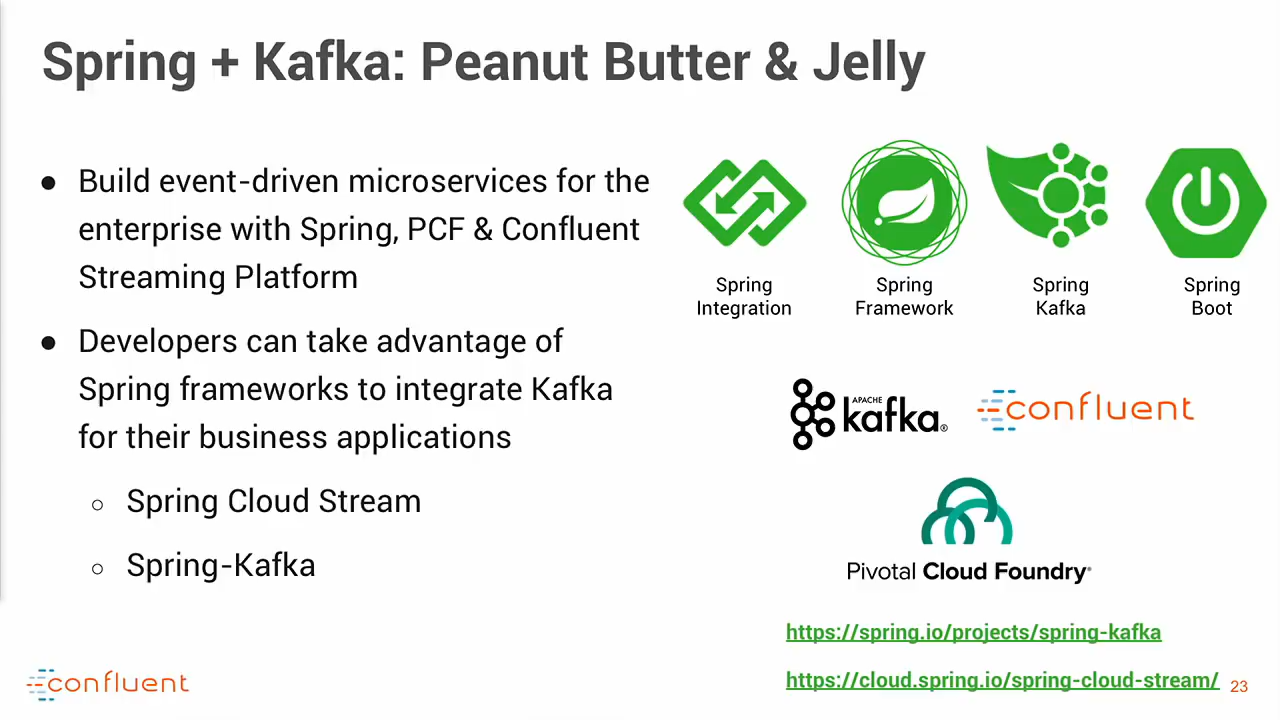 Spring + Kafka: Peanut Butter & Jelly
● Build event-driven microservices for the
enterprise with Spring, PCF & Confluent
Streaming Platform
● Developers can take advantage of
Spring frameworks to integrate Kafka
for their business applications
○ Spring Cloud Stream
○ Spring-Kafka
Spring
Integration
Spring
Framework
Spring
Kafka
Spring
Boot
APACHE
kafka®
confluent
Pivotal Cloud Foundry®
https://spring.io/projects/spring-kafka
https://cloud.spring.io/spring-cloud-stream/
confluent
23